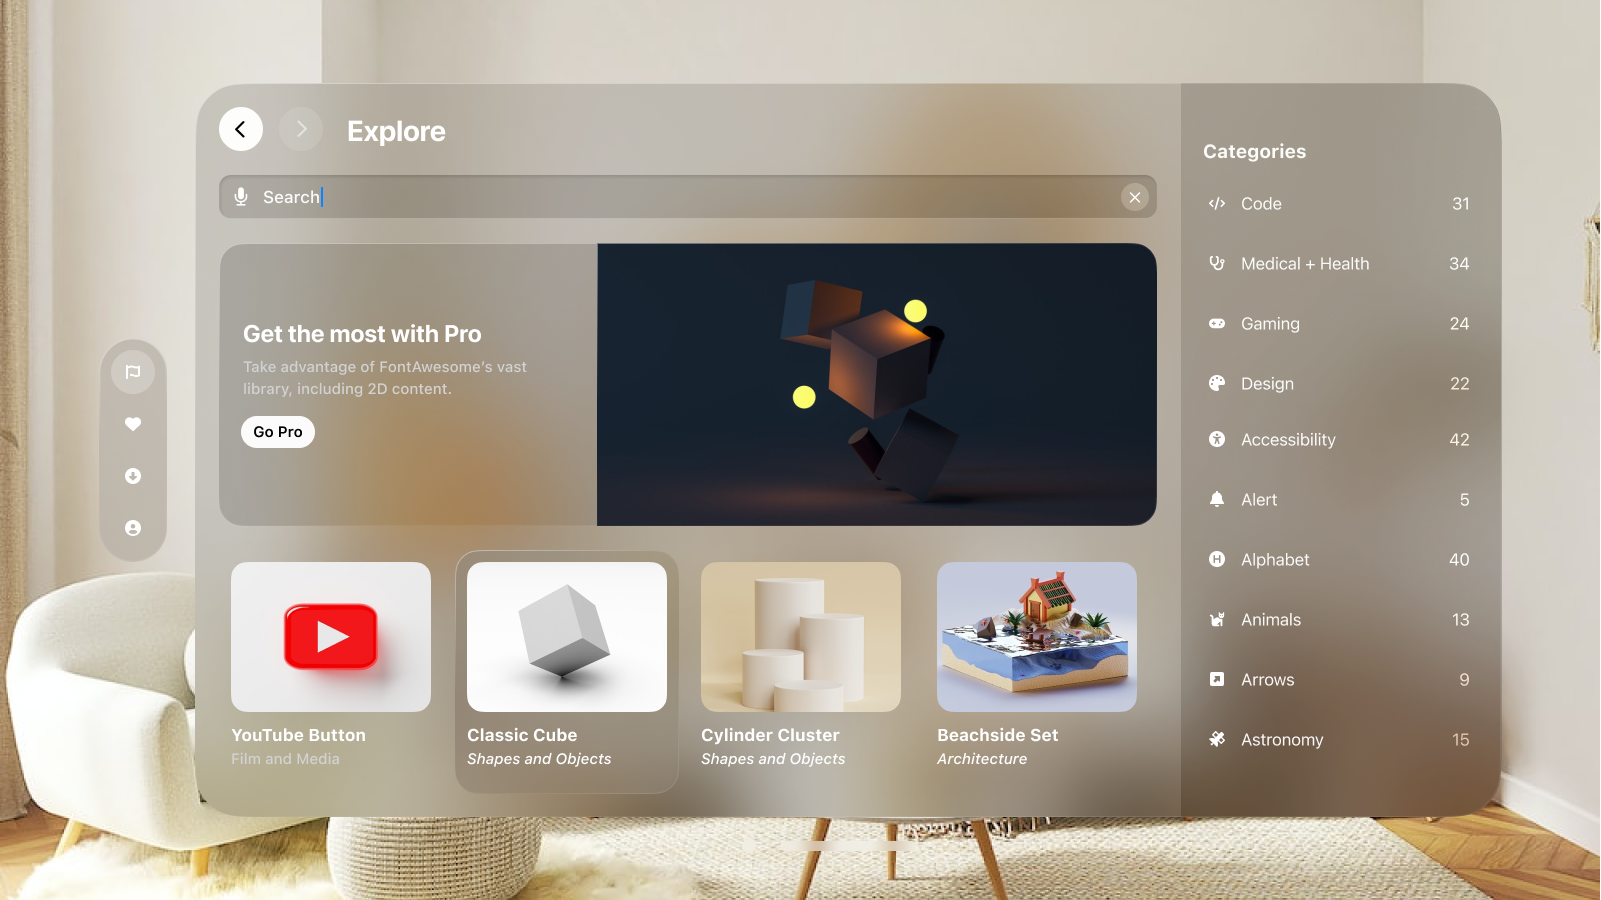 Explore
Search
Get the most with Pro
Take advantage of FontAwesome's vast
library, including 2D content.
Go Pro
YouTube Button
Film and Media
Classic Cube
Shapes and Objects
Cylinder Cluster
Shapes and Objects
Beachside Set
Architecture
Categories
Code 31
Medical + Health 34
Gaming 24
Design 22
Accessibility 42
Alert 5
Alphabet 40
Animals 13
Arrows 9
Astronomy 15